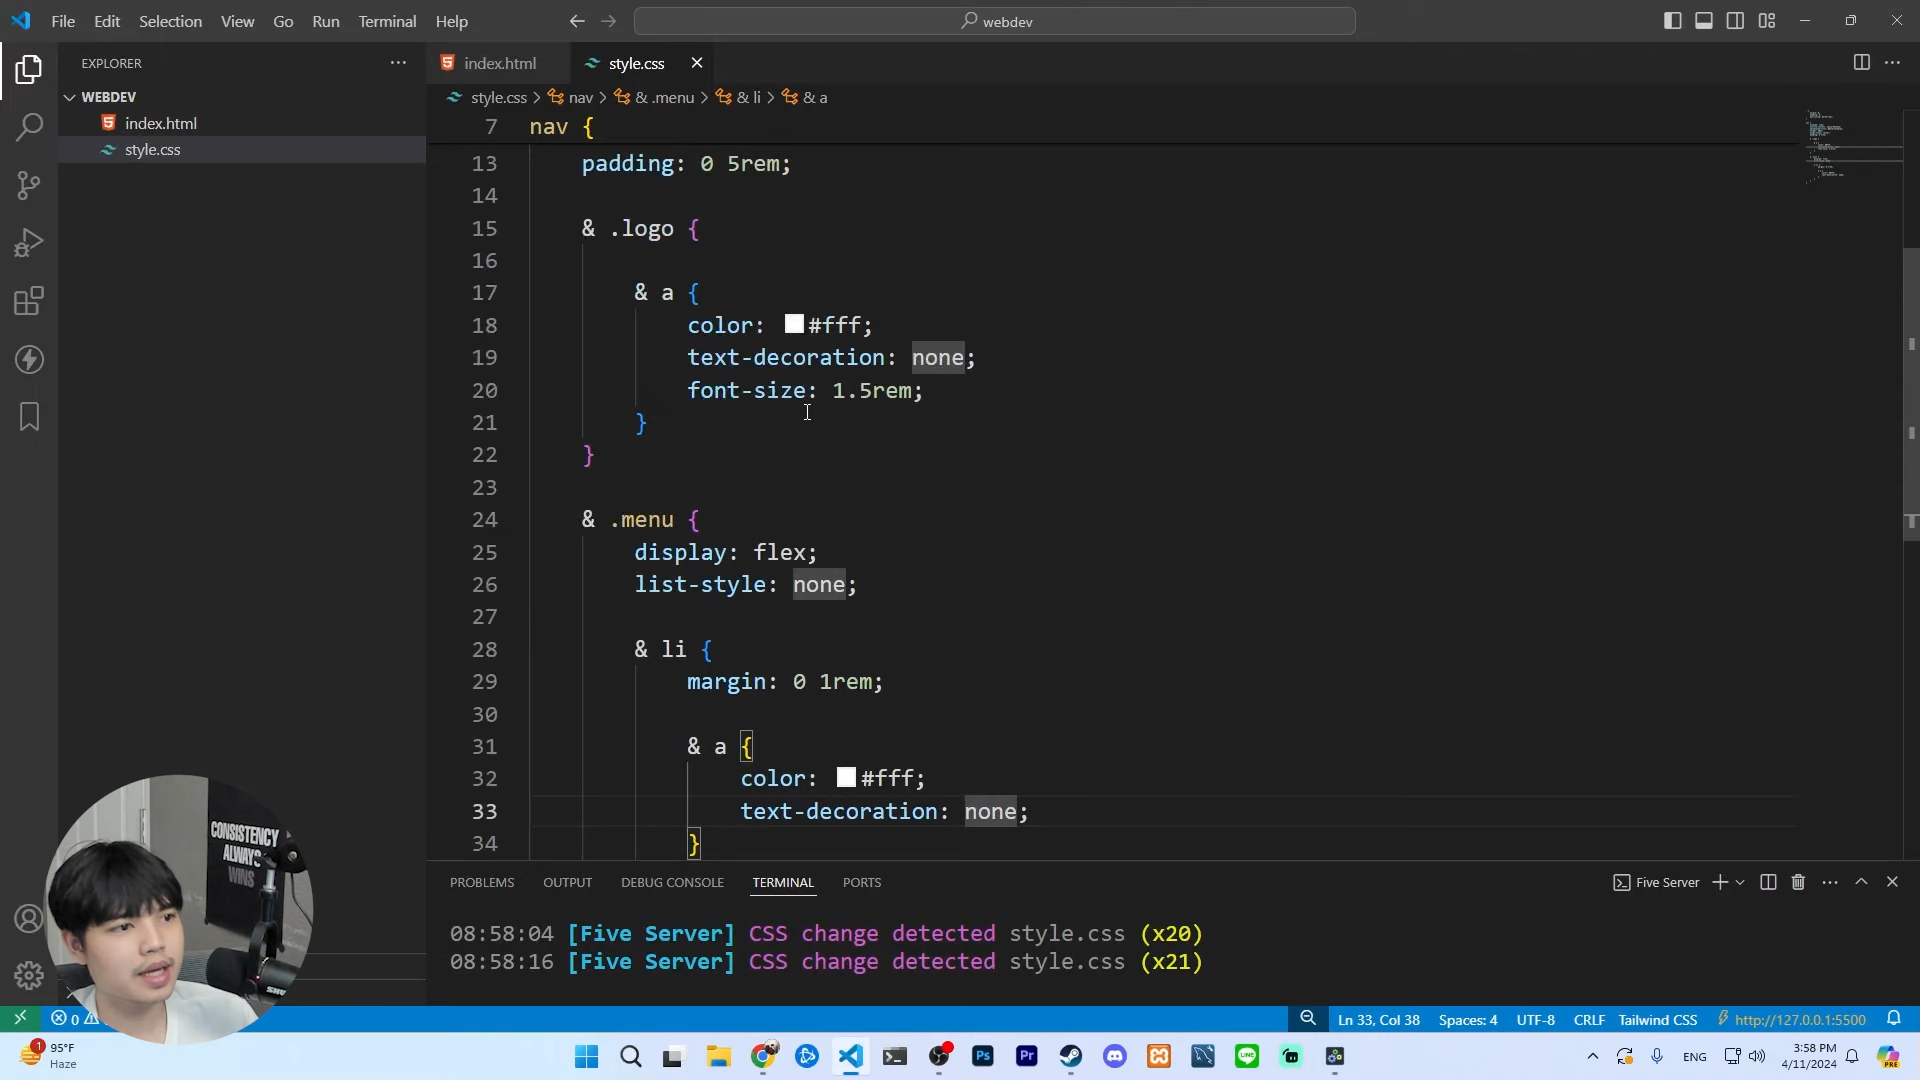 File Edit Selection View Go Run Terminal Help
webdev
EXPLORER
WEBDEV
index.html
style.css
index.html
style.css
style.css > nav > & .menu > & li > & a
7 nav {
13 padding: 0 5rem;
14
15 & .logo {
16
17 & a {
18 color: #fff;
19 text-decoration: none;
20 font-size: 1.5rem;
21 }
22 }
23
24 & .menu {
25 display: flex;
26 list-style: none;
27
28 & li {
29 margin: 0 1rem;
30
31 & a {
32 color: #fff;
33 text-decoration: none;
34 }
PROBLEMS OUTPUT DEBUG CONSOLE TERMINAL PORTS
Five Server
08:58:04 [Five Server] CSS change detected style.css (x20)
08:58:16 [Five Server] CSS change detected style.css (x21)
CONSISTENCY
ALWAYS
WINS
0
Ln 33, Col 38 Spaces: 4 UTF-8 CRLF Tailwind CSS http://127.0.0.1:5500
1
95°F
Haze
Ps
Pr
LINE
ENG
3:58 PM
4/11/2024
PRE